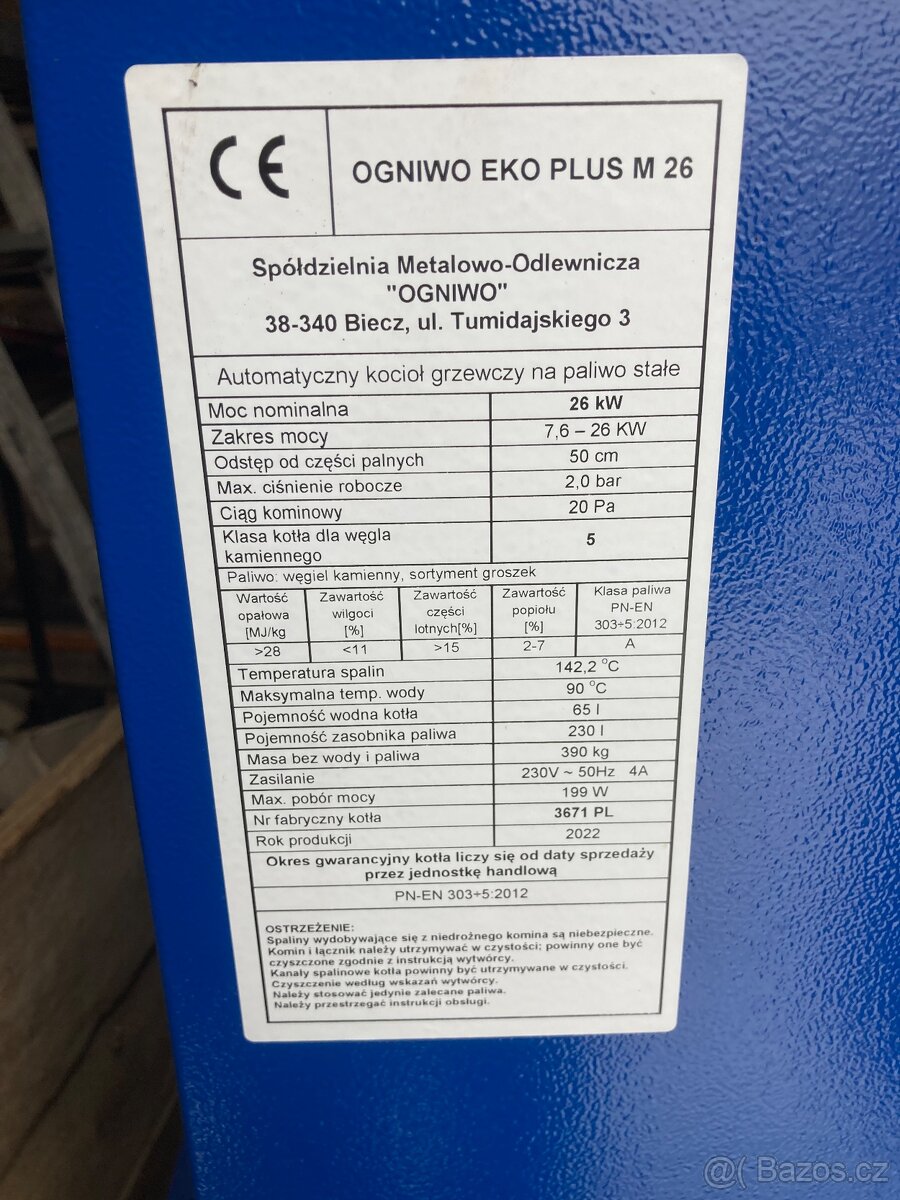 CE
OGNIWO EKO PLUS M 26
Spółdzielnia Metalowo-Odlewnicza
"OGNIWO"
38-340 Biecz, ul. Tumidajskiego 3
Automatyczny kocioł grzewczy na paliwo stałe
Moc nominalna 26 kW
Zakres mocy 7,6 – 26 KW
Odstęp od części palnych 50 cm
Max. ciśnienie robocze 2,0 bar
Ciąg kominowy 20 Pa
Klasa kotła dla węgla
kamiennego 5
Paliwo: węgiel kamienny, sortyment groszek
Wartość Zawartość Zawartość Zawartość Klasa paliwa
opałowa wilgoci części popiołu PN-EN
[MJ/kg [%] lotnych[%] [%] 303÷5:2012
>28 <11 >15 2-7 A
Temperatura spalin 142,2 °C
Maksymalna temp. wody 90 °C
Pojemność wodna kotła 65 l
Pojemność zasobnika paliwa 230 l
Masa bez wody i paliwa 390 kg
Zasilanie 230V ~ 50Hz 4A
Max. pobór mocy 199 W
Nr fabryczny kotła 3671 PL
Rok produkcji 2022
Okres gwarancyjny kotła liczy się od daty sprzedaży
przez jednostkę handlową
PN-EN 303÷5:2012
OSTRZEŻENIE:
Spaliny wydobywające się z niedrożnego komina są niebezpieczne.
Komin i łącznik należy utrzymywać w czystości; powinny one być
czyszczone zgodnie z instrukcją wytwórcy.
Kanały spalinowe kotła powinny być utrzymywane w czystości.
Czyszczenie według wskazań wytwórcy.
Należy stosować jedynie zalecane paliwa.
Należy przestrzegać instrukcji obsługi.
@( Bazos.cz